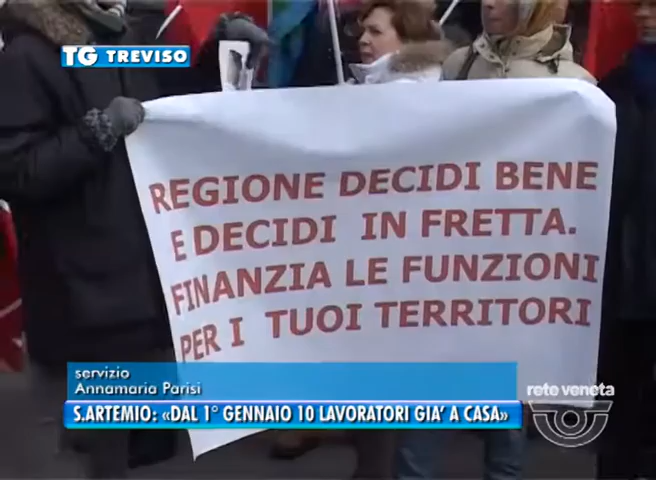 TG TREVISO
REGIONE DECIDI BENE
E DECIDI IN FRETTA.
FINANZIA LE FUNZIONI
PER I TUOI TERRITORI
servizio
Annamaria Parisi
S.ARTEMIO: «DAL 1° GENNAIO 10 LAVORATORI GIA' A CASA»
rete veneta